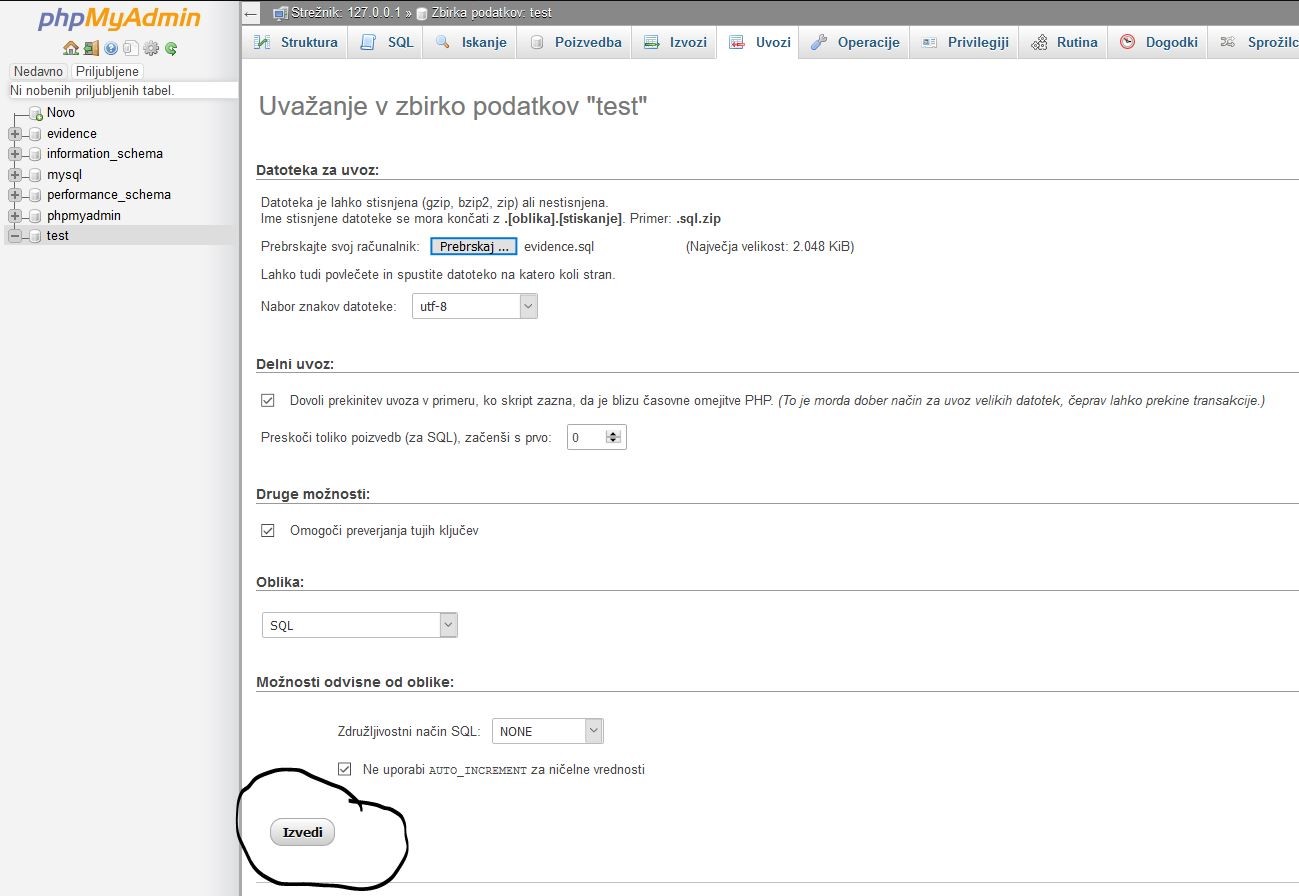 phpMyAdmin
Nedavno Priljubljene
Ni nobenih priljubljenih tabel.
Novo
evidence
information_schema
mysql
performance_schema
phpmyadmin
test
← Strežnik: 127.0.0.1 » Zbirka podatkov: test
Struktura SQL Iskanje Poizvedba Izvozi Uvozi Operacije Privilegiji Rutina Dogodki Sprožilc
Uvažanje v zbirko podatkov "test"
Datoteka za uvoz:
Datoteka je lahko stisnjena (gzip, bzip2, zip) ali nestisnjena.
Ime stisnjene datoteke se mora končati z .[oblika].[stiskanje]. Primer: .sql.zip
Prebrskajte svoj računalnik: Prebrskaj ... evidence.sql (Največja velikost: 2.048 KiB)
Lahko tudi povlečete in spustite datoteko na katero koli stran.
Nabor znakov datoteke: utf-8
Delni uvoz:
Dovoli prekinitev uvoza v primeru, ko skript zazna, da je blizu časovne omejitve PHP. (To je morda dober način za uvoz velikih datotek, čeprav lahko prekine transakcije.)
Preskoči toliko poizvedb (za SQL), začenši s prvo: 0
Druge možnosti:
Omogoči preverjanja tujih ključev
Oblika:
SQL
Možnosti odvisne od oblike:
Združljivostni način SQL: NONE
Ne uporabi AUTO_INCREMENT za ničelne vrednosti
Izvedi